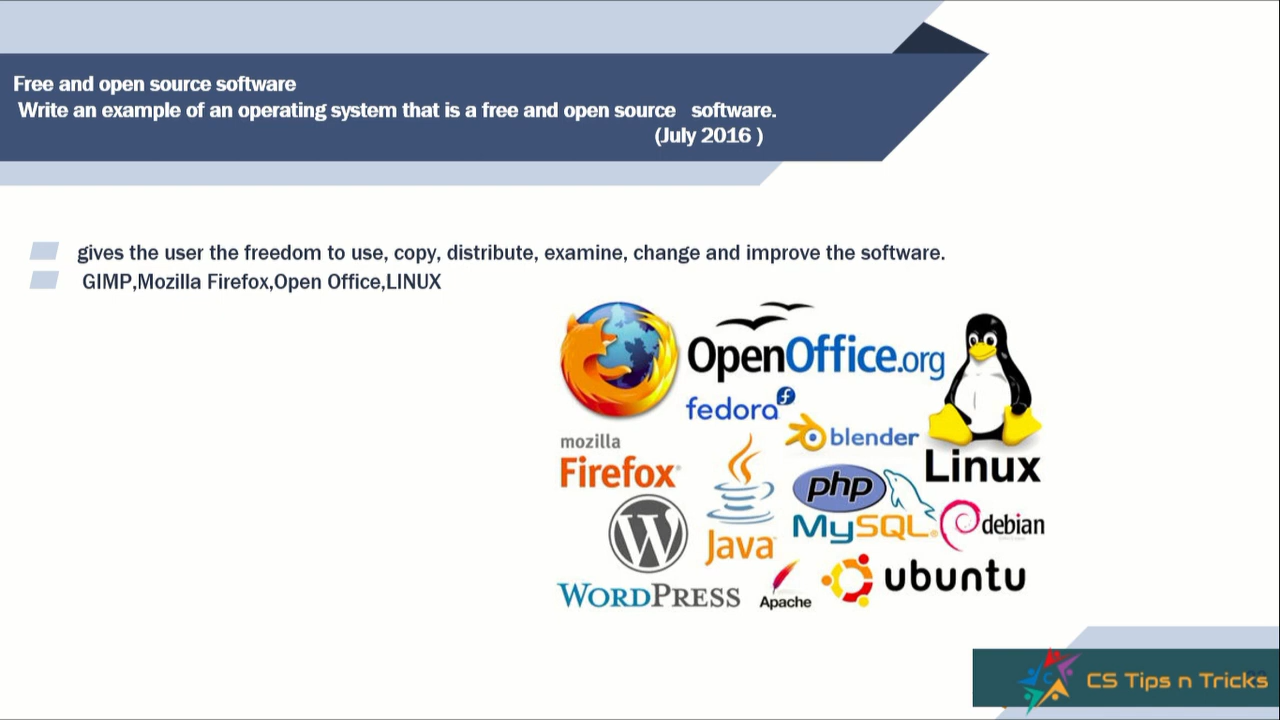 Free and open source software
Write an example of an operating system that is a free and open source software.
(July 2016 )
gives the user the freedom to use, copy, distribute, examine, change and improve the software.
GIMP,Mozilla Firefox,Open Office,LINUX
OpenOffice.org
fedora
blender
Linux
mozilla
Firefox
php
MySQL
debian
Java
WORDPRESS
Apache
ubuntu
CS Tips n Tricks